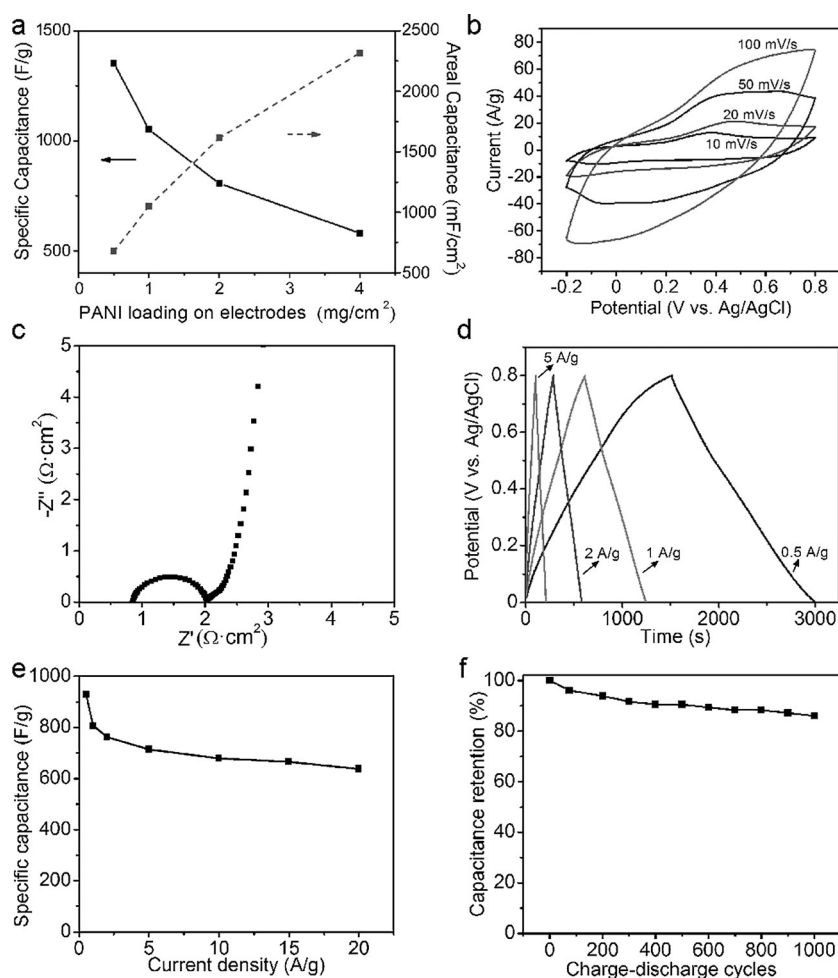 a
1500
1000
500
Specific Capacitance (F/g)
2500
2000
1500
1000
500
Areal Capacitance (mF/cm²)
0
1
2
3
4
PANI loading on electrodes (mg/cm²)
b
80
60
40
20
0
-20
-40
-60
-80
Current (A/g)
100 mV/s
50 mV/s
20 mV/s
10 mV/s
-0.2
0
0.2
0.4
0.6
0.8
Potential (V vs. Ag/AgCl)
c
5
4
3
2
1
0
-Z'' (Ω·cm²)
0
1
2
3
4
5
Z' (Ω·cm²)
d
0.8
0.6
0.4
0.2
0
Potential (V vs. Ag/AgCl)
5 A/g
2 A/g
1 A/g
0.5 A/g
0
1000
2000
3000
Time (s)
e
1000
800
600
400
200
0
Specific capacitance (F/g)
0
5
10
15
20
Current density (A/g)
f
100
80
60
40
20
0
Capacitance retention (%)
0
200
400
600
800
1000
Charge-discharge cycles